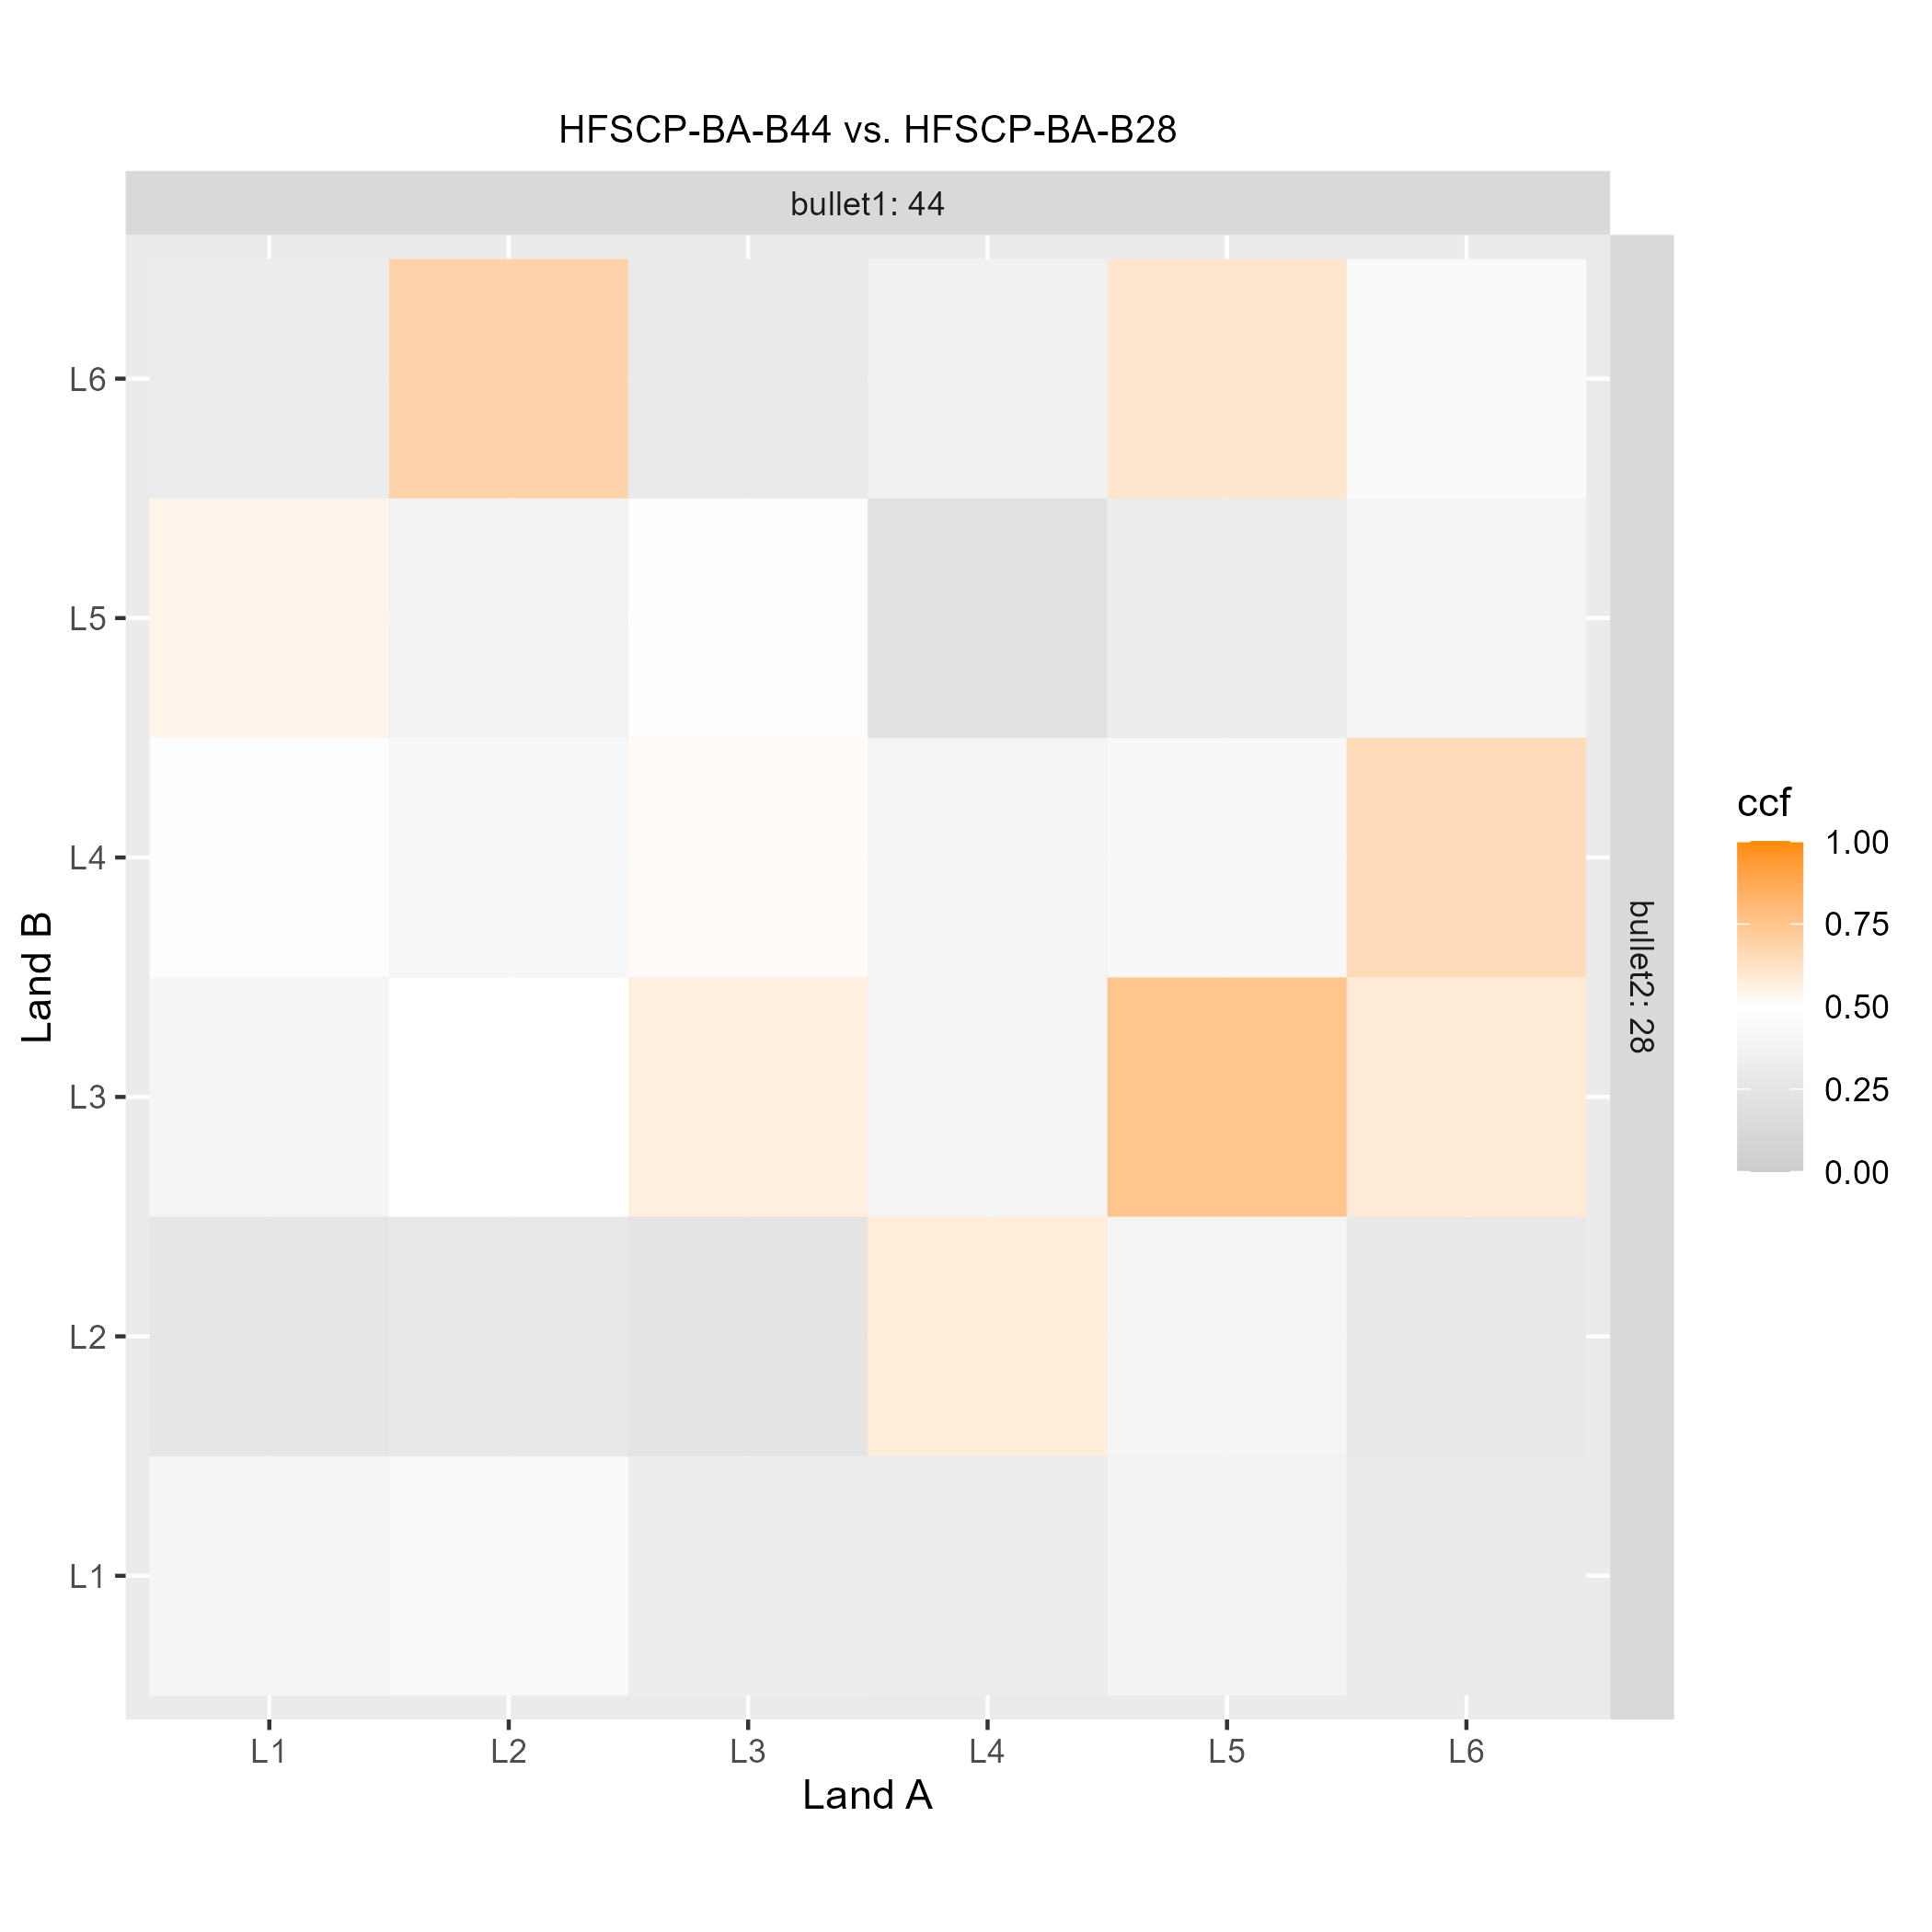 HFSCP-BA-B44 vs. HFSCP-BA-B28
bullet1: 44
L6
L5
L4
L3
L2
L1
Land B
L1 L2 L3 L4 L5 L6
Land A
bullet2: 28
ccf
1.00
0.75
0.50
0.25
0.00